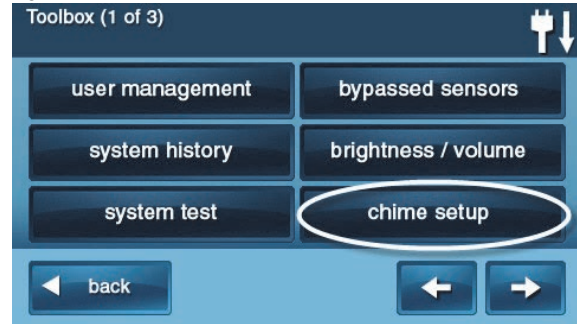 Toolbox (1 of 3)
user management
bypassed sensors
system history
brightness / volume
system test
chime setup
back